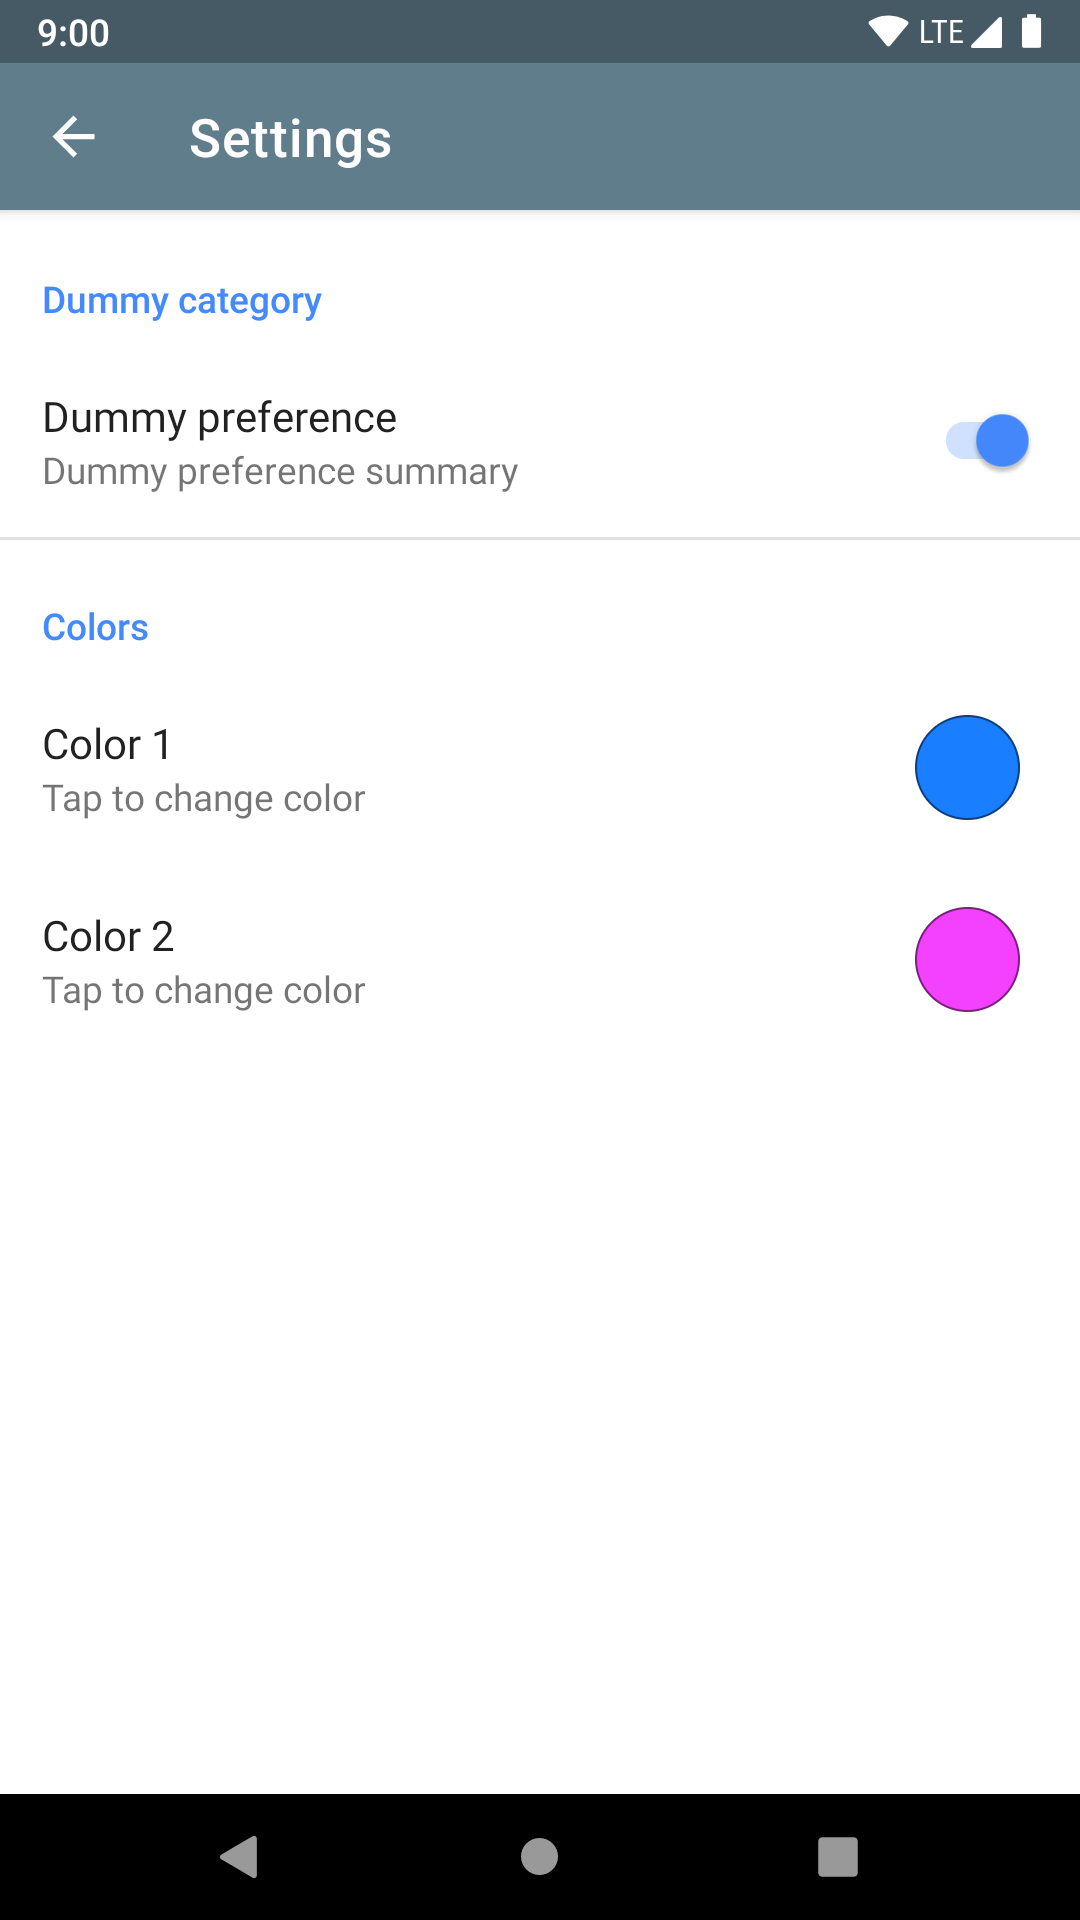 9:00
LTE
Settings
Dummy category
Dummy preference
Dummy preference summary
Colors
Color 1
Tap to change color
Color 2
Tap to change color